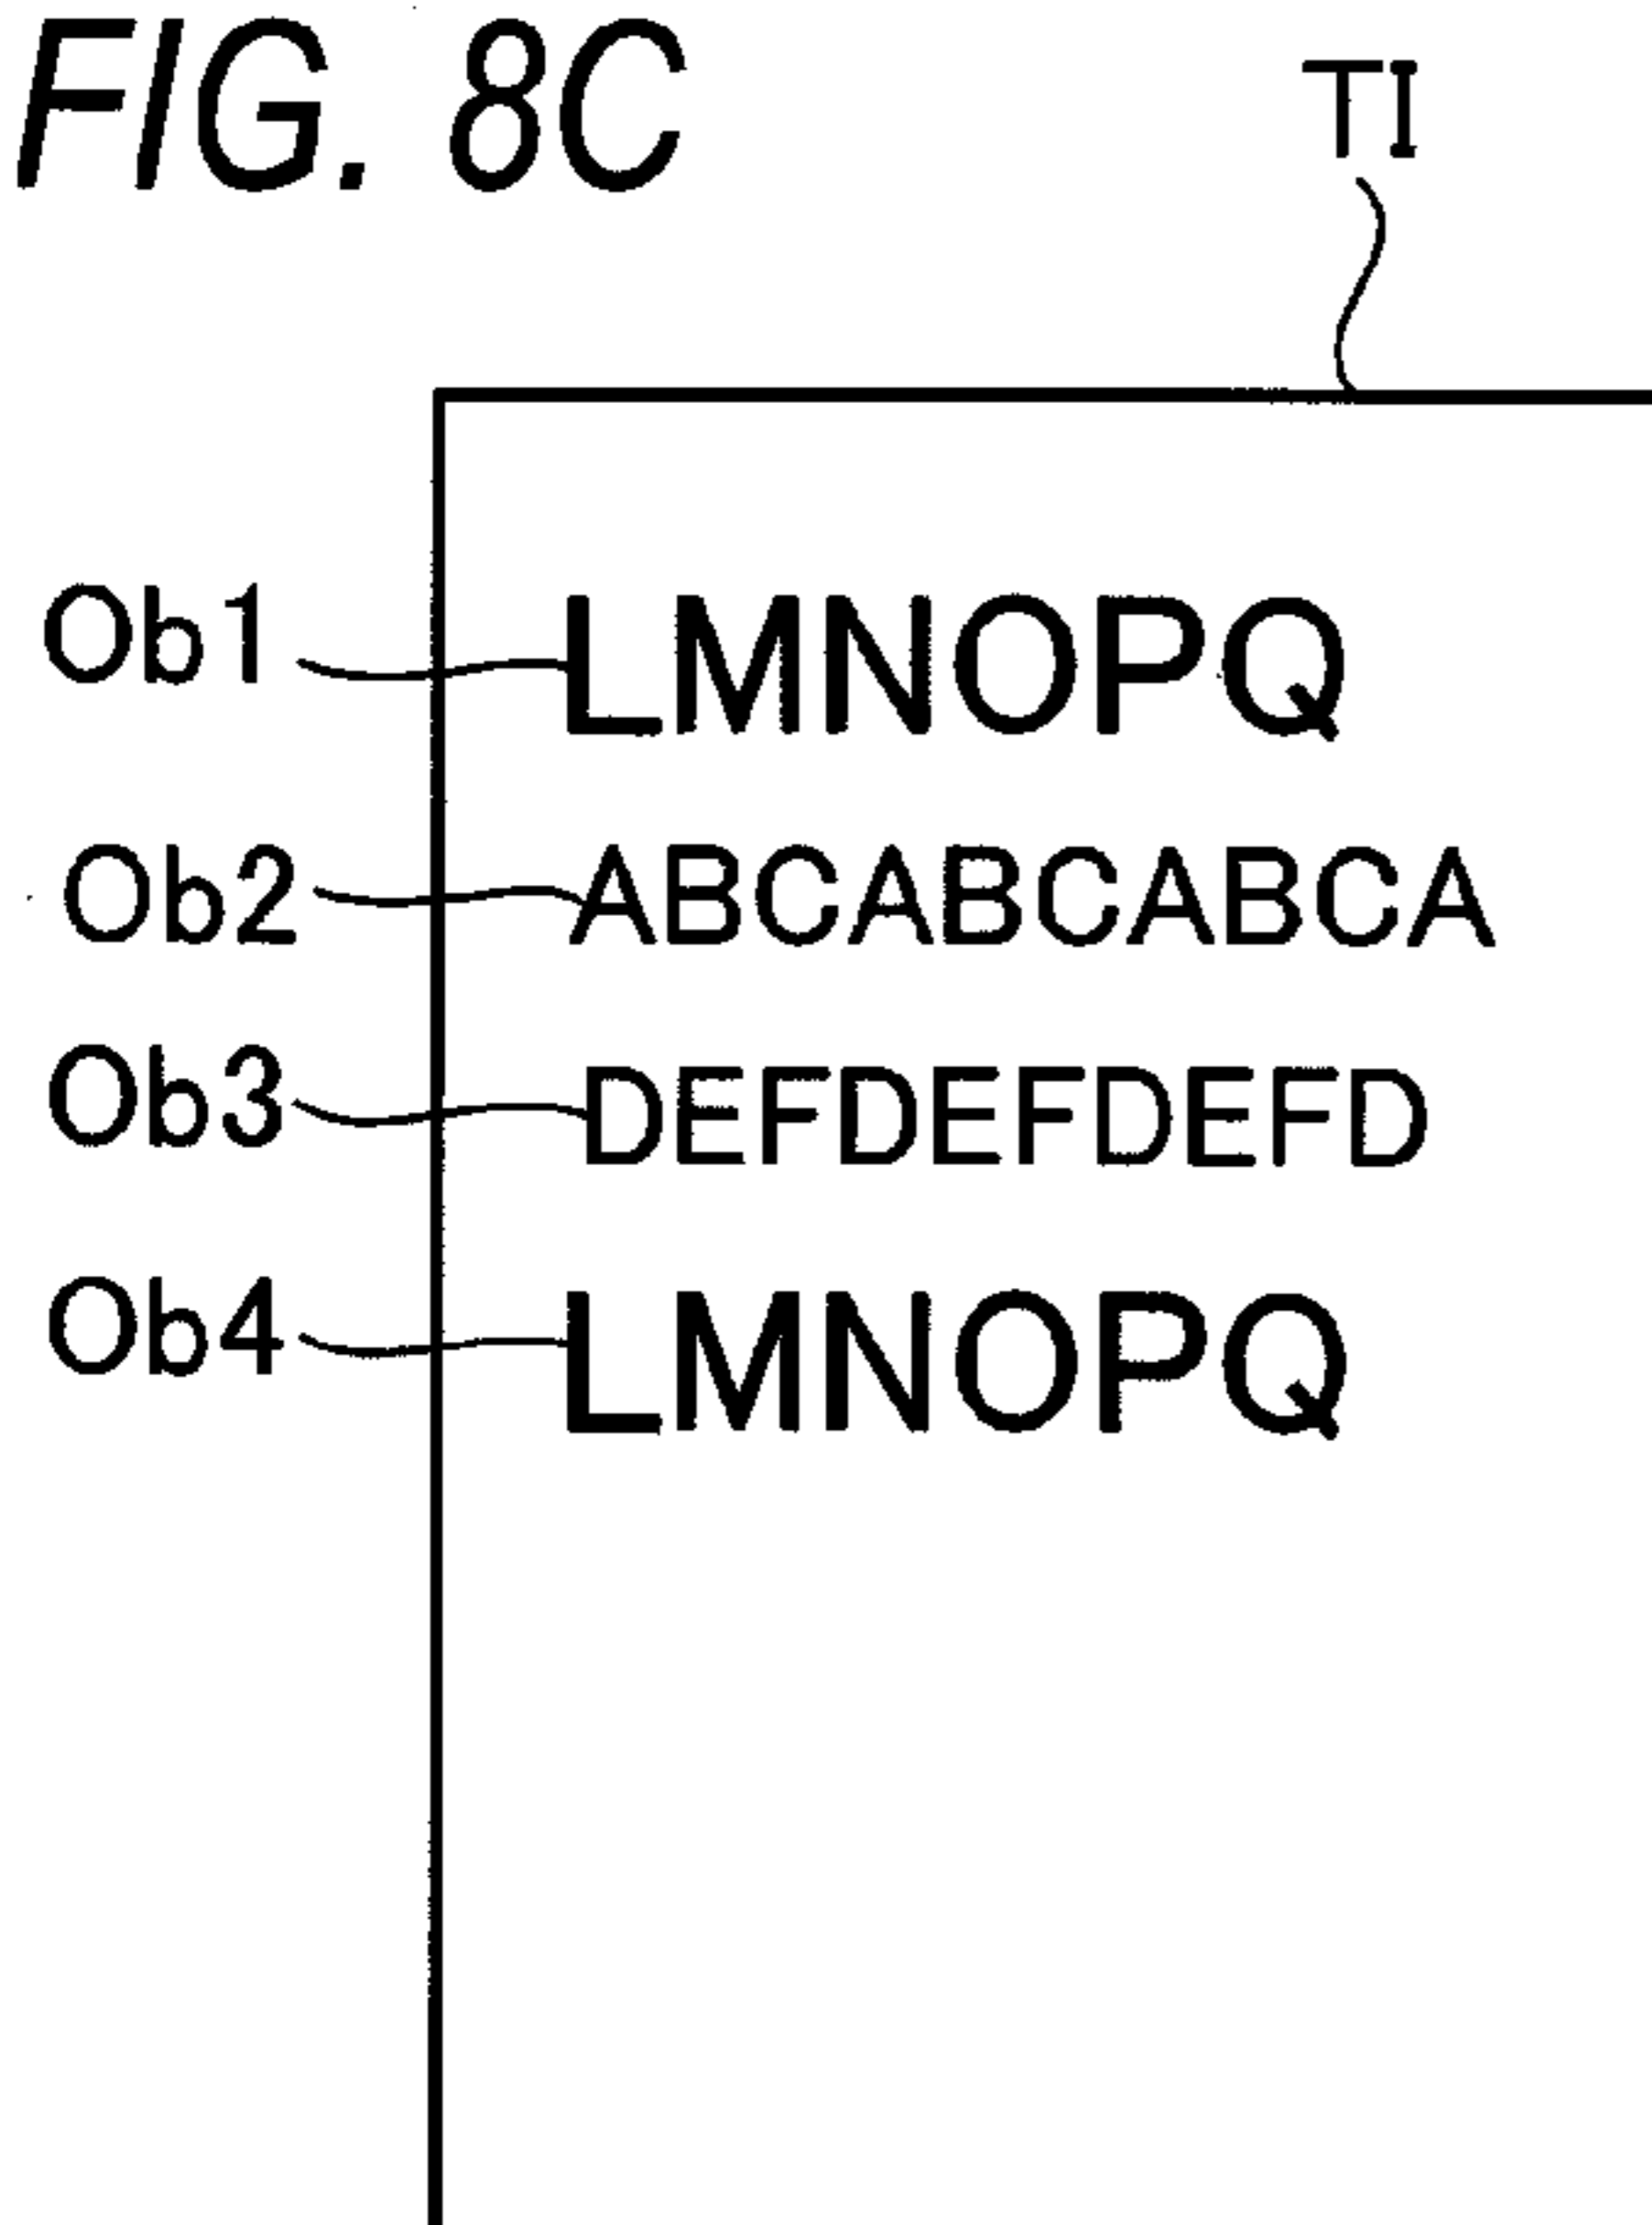 FIG. 8C
TI
Ob1 LMNOPQ
Ob2 ABCABCABCA
Ob3 DEFDEFDEFD
Ob4 LMNOPQ